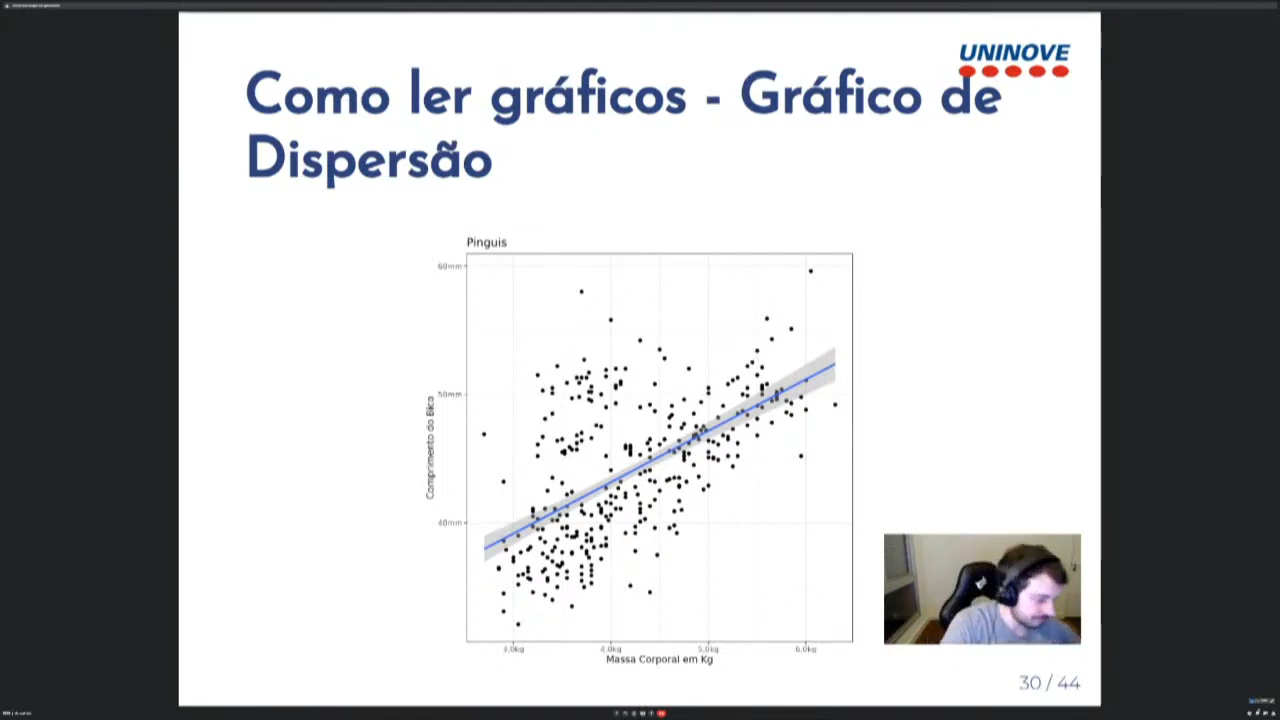 UNINOVE
Como ler gráficos - Gráfico de
Dispersão
Pinguis
60mm
50mm
40mm
Comprimento do Bico
3,0kg 4,0kg 5,0kg 6,0kg
Massa Corporal em Kg
30 / 44